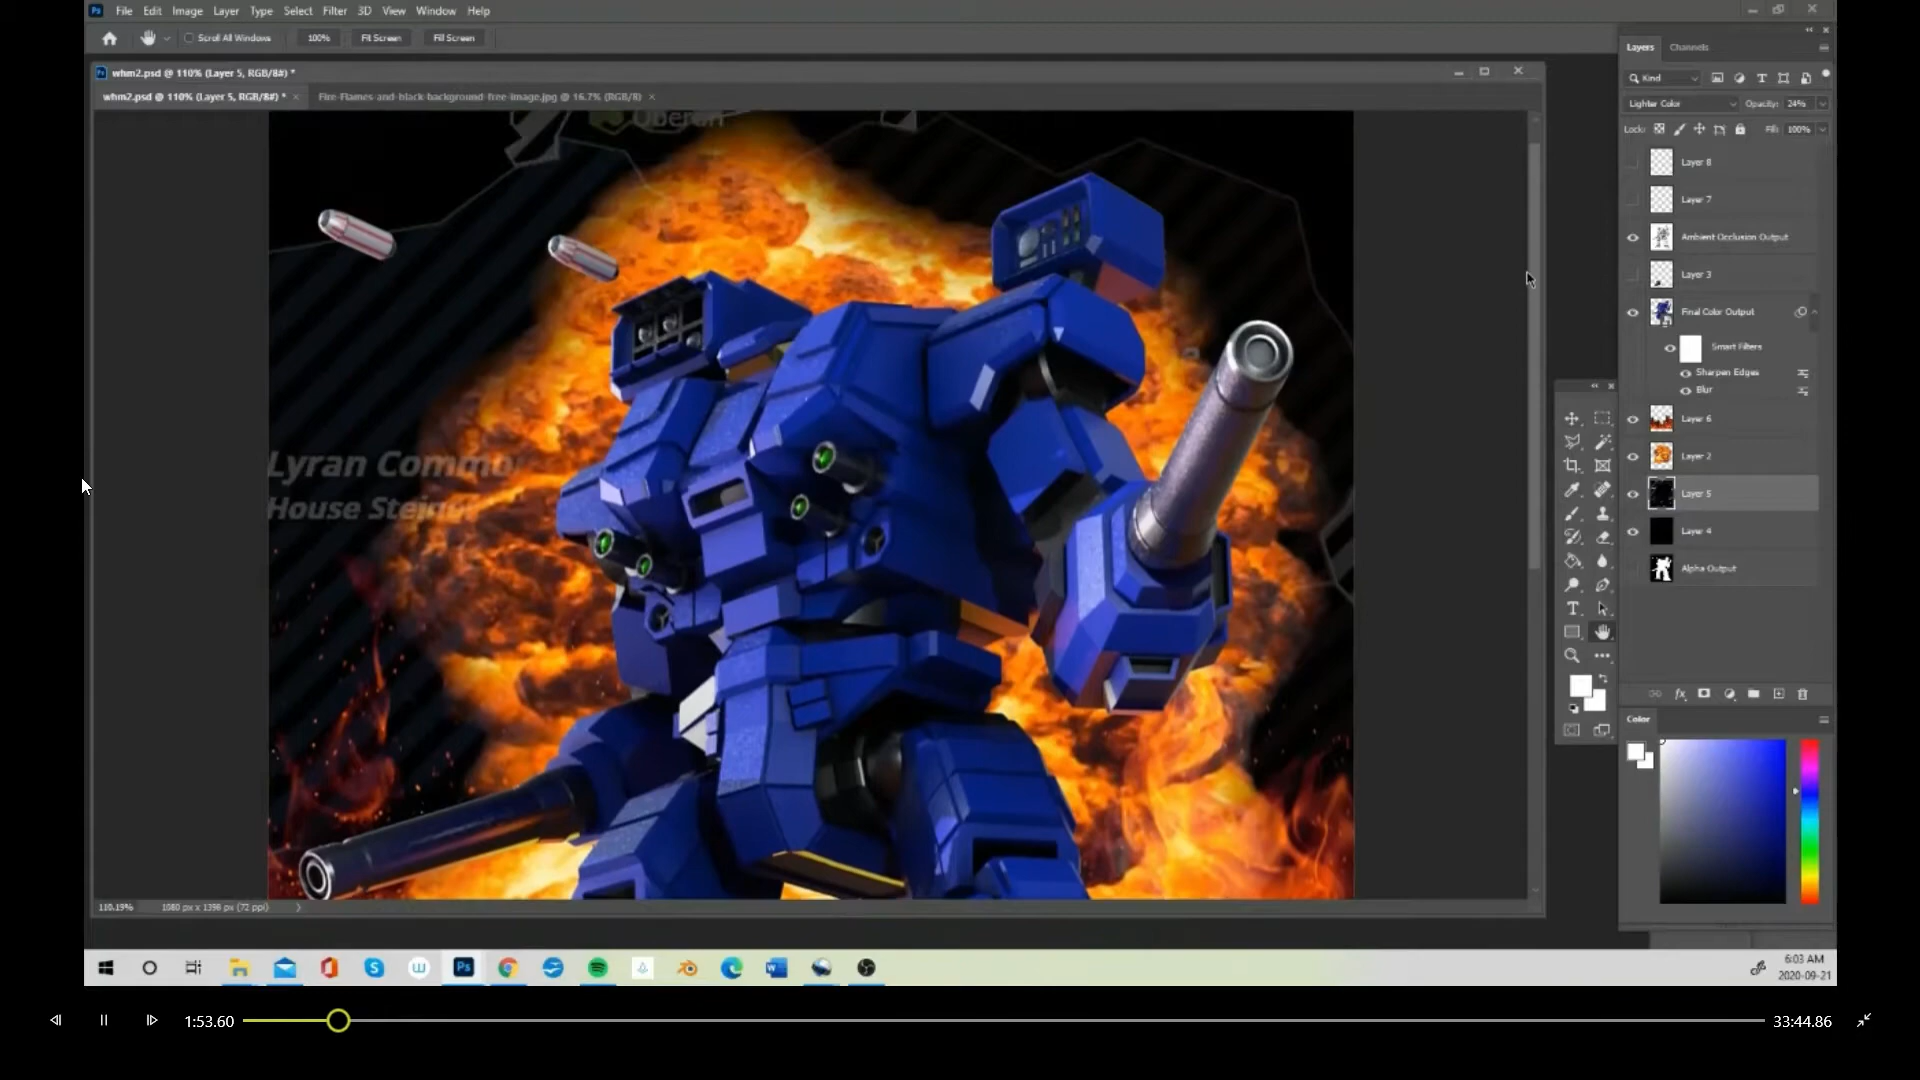 Ps File Edit Image Layer Type Select Filter 3D View Window Help
Scroll All Windows 100% Fit Screen Fill Screen
Layers Channels
whm2.psd @ 110% (Layer 5, RGB/8#) *
Kind
whm2.psd @ 110% (Layer 5, RGB/8#) * × Fire-Flames-and-black-background-free-image.jpg @ 16.7% (RGB/8) ×
Lighter Color Opacity: 24%
Oberon
Lock: Fill: 100%
Layer 8
Layer 7
Ambient Occlusion Output
Layer 3
Final Color Output
Smart Filters
Sharpen Edges
Blur
Layer 6
Layer 2
Lyran Commo
Layer 5
House Steine
Layer 4
Alpha Output
fx
Color
110.19% 1080 px x 1398 px (72 ppi)
Ps
6:03 AM
2020-09-21
1:53.60 33:44.86